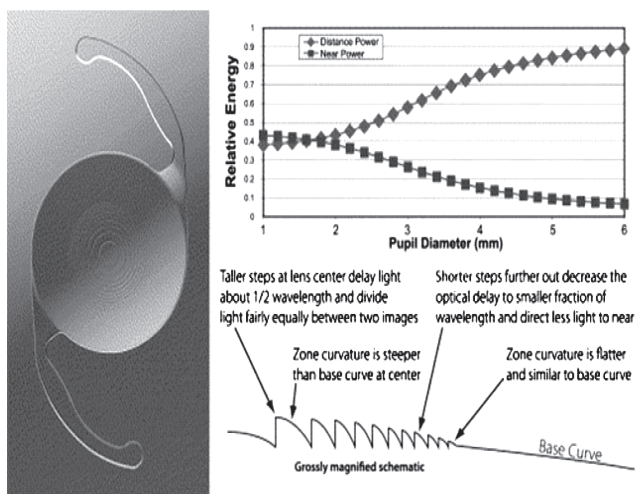 Distance Power
Near Power
Relative Energy
1
0.9
0.8
0.7
0.6
0.5
0.4
0.3
0.2
0.1
0
1 2 3 4 5 6
Pupil Diameter (mm)
Taller steps at lens center delay light
about 1/2 wavelength and divide
light fairly equally between two images
Shorter steps further out decrease the
optical delay to smaller fraction of
wavelength and direct less light to near
Zone curvature is steeper
than base curve at center
Zone curvature is flatter
and similar to base curve
Base Curve
Grossly magnified schematic